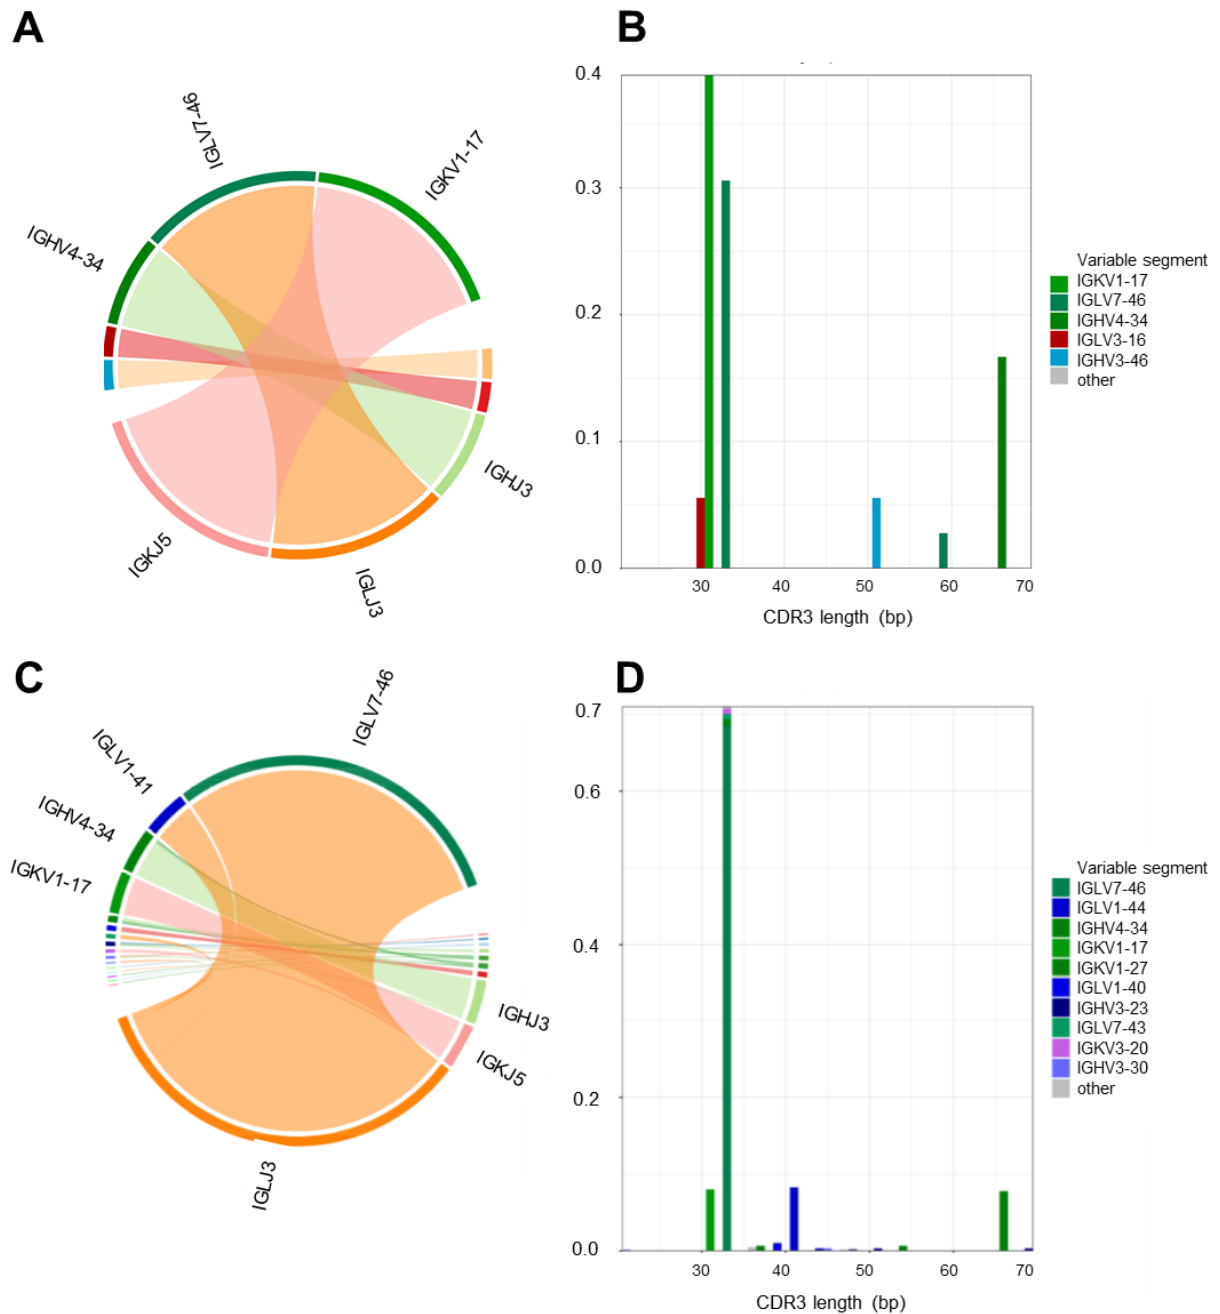 A
IGLV7-46
IGKV1-17
IGHV4-34
IGHJ3
IGKJ5
IGLJ3
B
0.4
0.3
0.2
0.1
0.0
30 40 50 60 70
CDR3 length (bp)
Variable segment
IGKV1-17
IGLV7-46
IGHV4-34
IGLV3-16
IGHV3-46
other
C
IGLV7-46
IGLV1-41
IGHV4-34
IGKV1-17
IGHJ3
IGKJ5
IGLJ3
D
0.7
0.6
0.4
0.2
0.0
30 40 50 60 70
CDR3 length (bp)
Variable segment
IGLV7-46
IGLV1-44
IGHV4-34
IGKV1-17
IGKV1-27
IGLV1-40
IGHV3-23
IGLV7-43
IGKV3-20
IGHV3-30
other